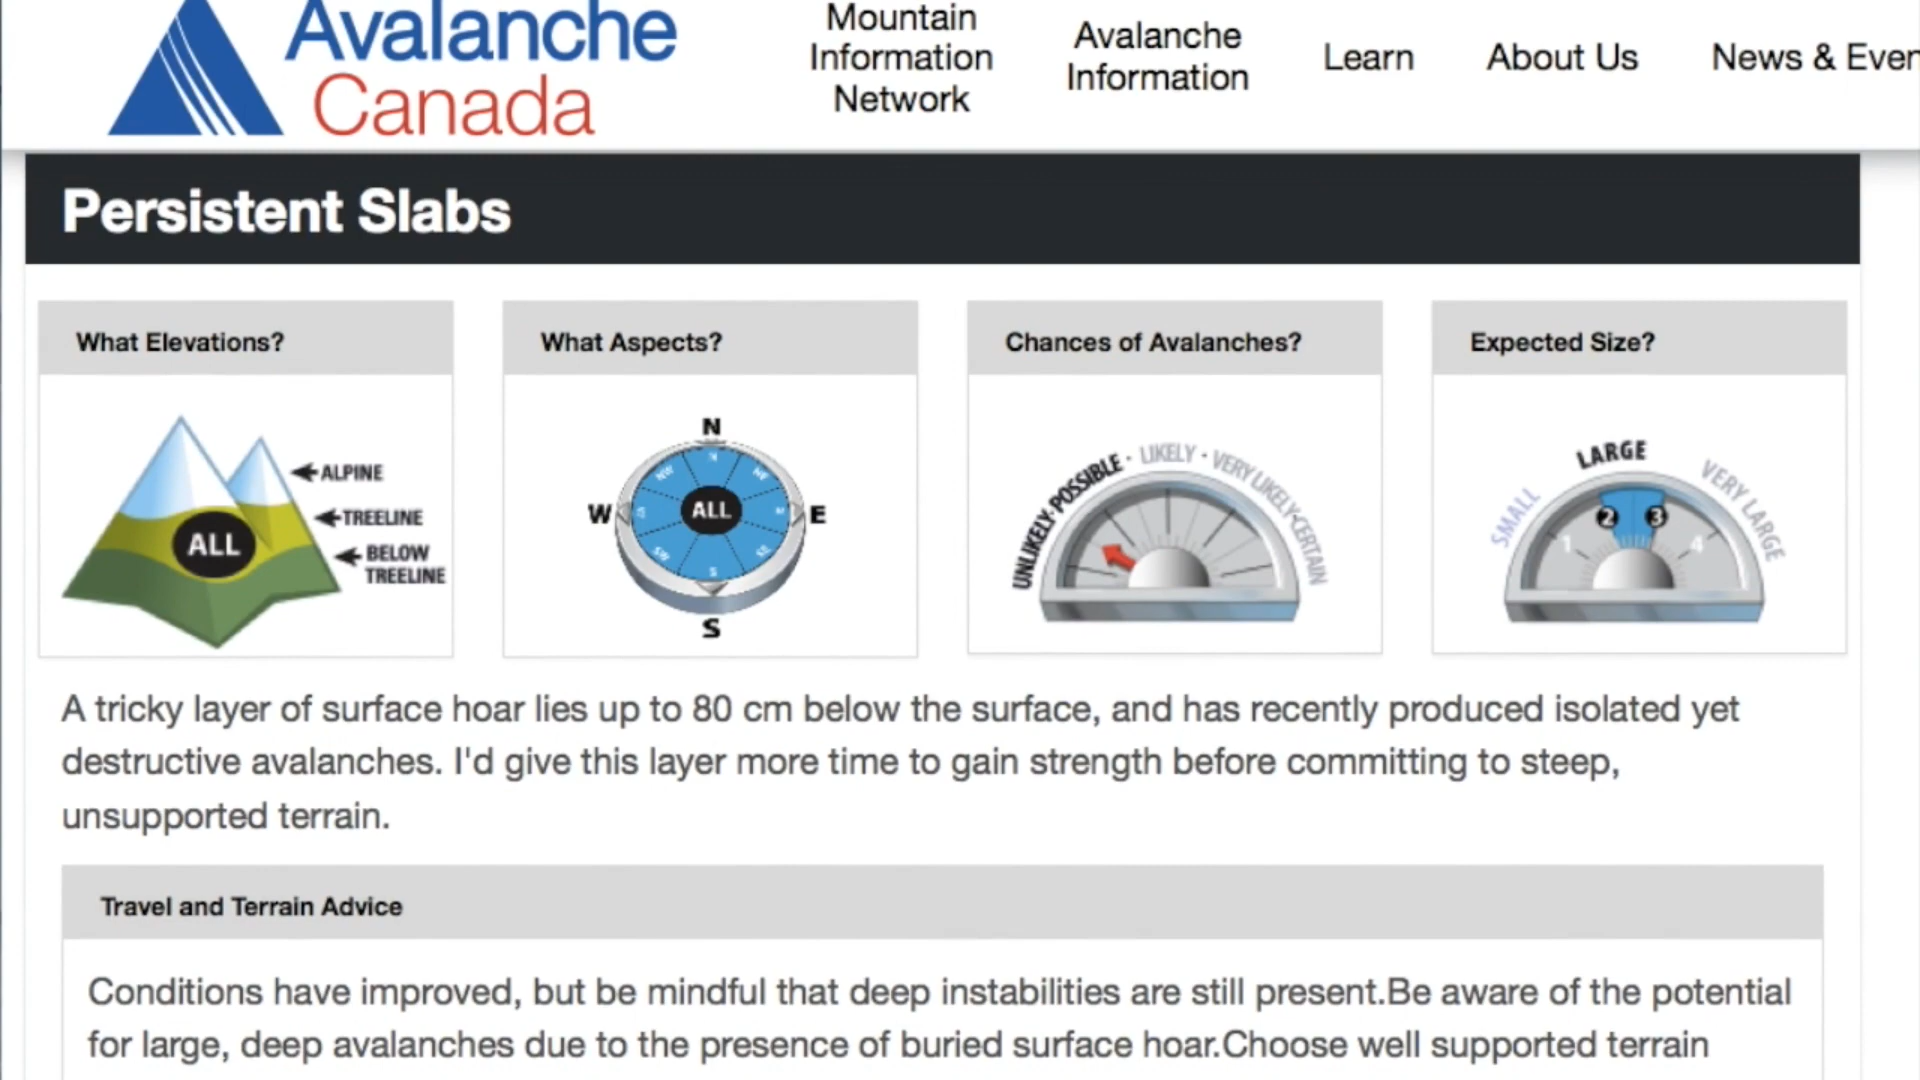 Avalanche
Canada
Mountain
Information
Network
Avalanche
Information
Learn
About Us
News & Even
Persistent Slabs
What Elevations?
What Aspects?
Chances of Avalanches?
Expected Size?
ALPINE
TREELINE
BELOW
TREELINE
ALL
N
NE
E
SE
S
SW
W
NW
ALL
N
W
E
S
UNLIKELY · POSSIBLE · LIKELY · VERY LIKELY · CERTAIN
SMALL
LARGE
VERY LARGE
1
2
3
4
A tricky layer of surface hoar lies up to 80 cm below the surface, and has recently produced isolated yet
destructive avalanches. I'd give this layer more time to gain strength before committing to steep,
unsupported terrain.
Travel and Terrain Advice
Conditions have improved, but be mindful that deep instabilities are still present.Be aware of the potential
for large, deep avalanches due to the presence of buried surface hoar.Choose well supported terrain